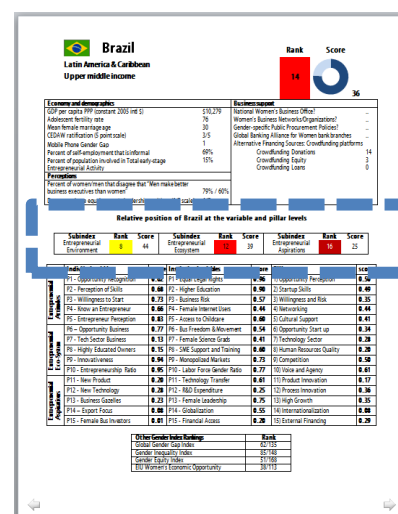 Brazil
Latin America & Caribbean
Upper middle income
Rank Score
14
36
Economy and demographics
GDP per capita PPP (constant 2005 intl $) $10,279
Adolescent fertility rate 76
Mean female marriage age 30
CEDAW ratification (5 point scale) 3/5
Mobile Phone Gender Gap 1
Percent of self-employment that is informal 69%
Percent of population involved in Total early-stage 15%
Entrepreneurial Activity
Perceptions
Percent of women/men that disagree that "Men make better
business executives than women" 79% / 60%
Business support
National Women's Business Office? ..
Women's Business Networks/Organizations? ..
Gender-specific Public Procurement Policies? ..
Global Banking Alliance for Women bank branches ..
Alternative Financing Sources: Crowdfunding platforms
Crowdfunding Donations 14
Crowdfunding Equity 3
Crowdfunding Loans 0
Relative position of Brazil at the variable and pillar levels
Subindex Rank Score Subindex Rank Score Subindex Rank Score
Entrepreneurial Environment 8 44 Entrepreneurial Ecosystem 12 39 Entrepreneurial Aspirations 16 25
P1 - Opportunity Recognition P1 - Equal Legal Rights 0.96 1) Opportunity Perception
P2 - Perception of Skills 0.68 P2 - Higher Education 0.90 2) Startup Skills 0.49
P3 - Willingness to Start 0.73 P3 - Business Risk 0.57 3) Willingness and Risk 0.35
P4 - Know an Entrepreneur 0.66 P4 - Female Internet Users 0.44 4) Networking 0.44
P5 - Entrepreneur Perception 0.83 P5 - Access to Childcare 0.60 5) Cultural Support 0.41
P6 - Opportunity Business 0.77 P6 - Bus Freedom & Movement 0.54 6) Opportunity Start up 0.34
P7 - Tech Sector Business 0.13 P7 - Female Science Grads 0.41 7) Technology Sector 0.28
P8 - Highly Educated Owners 0.15 P8 - SME Support and Training 0.60 8) Human Resources Quality 0.20
P9 - Innovativeness 0.94 P9 - Monopolized Markets 0.73 9) Competition 0.50
P10 - Entrepreneurship Ratio 0.95 P10 - Labor Force Gender Ratio 0.77 10) Voice and Agency 0.61
P11 - New Product 0.20 P11 - Technology Transfer 0.61 11) Product Innovation 0.17
P12 - New Technology 0.20 P12 - R&D Expenditure 0.25 12) Process Innovation 0.36
P13 - Business Gazelles 0.23 P13 - Female Leadership 0.75 13) High Growth 0.35
P14 - Export Focus 0.08 P14 - Globalization 0.55 14) Internationalization 0.08
P15 - Female Bus Investors 0.01 P15 - Financial Access 0.20 15) External Financing 0.29
Entrepreneurial Attitudes
Entrepreneurial Eco-System
Entrepreneurial Aspirations
Other Gender Index Rankings Rank
Global Gender Gap Index 62/135
Gender Inequality Index 85/148
Gender Equity Index 51/168
EIU Women's Economic Opportunity 38/113